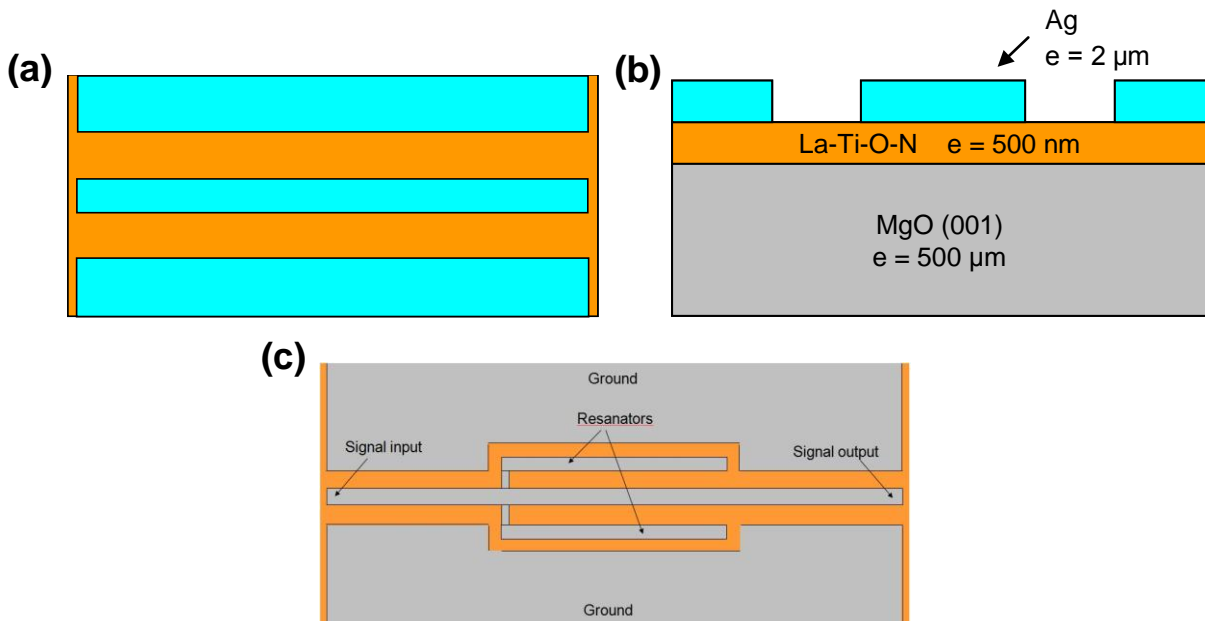 (a)
(b)
Ag
e = 2 µm
La-Ti-O-N e = 500 nm
MgO (001)
e = 500 µm
(c)
Ground
Resanators
Signal input
Signal output
Ground